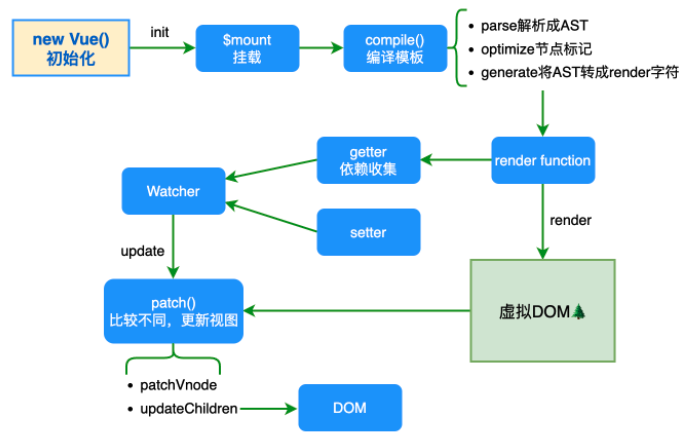 new Vue()
初始化
init
$mount
挂载
compile()
编译模板
• parse解析成AST
• optimize节点标记
• generate将AST转成render字符
getter
依赖收集
render function
Watcher
setter
render
update
patch()
比较不同，更新视图
虚拟DOM🌲
• patchVnode
• updateChildren
DOM